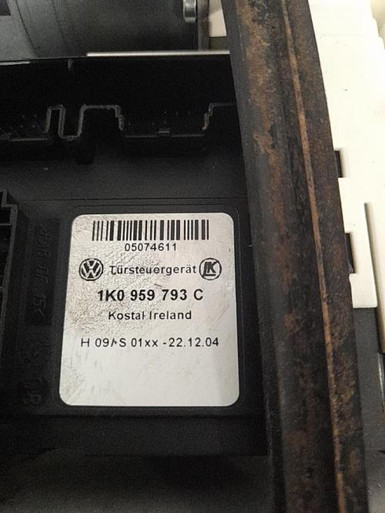 05074611
Türsteuergerät
1K0 959 793 C
Kostal Ireland
H 09/ S 01xx -22.12.04